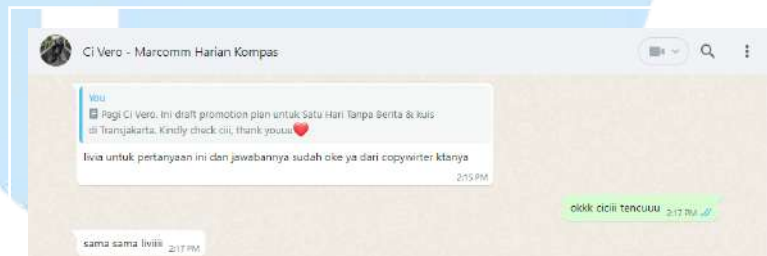 Ci Vero - Marcomm Harian Kompas
You
Pagi Ci Vero. Ini draft promotion plan untuk Satu Hari Tanpa Berita & kuis
di Transjakarta. Kindly check ciii, thank youuu❤️
livia untuk pertanyaan ini dan jawabannya sudah oke ya dari copywirter ktanya
2:15 PM
okkk ciciii tencuuu 2:17 PM
sama sama liviiii 2:17 PM